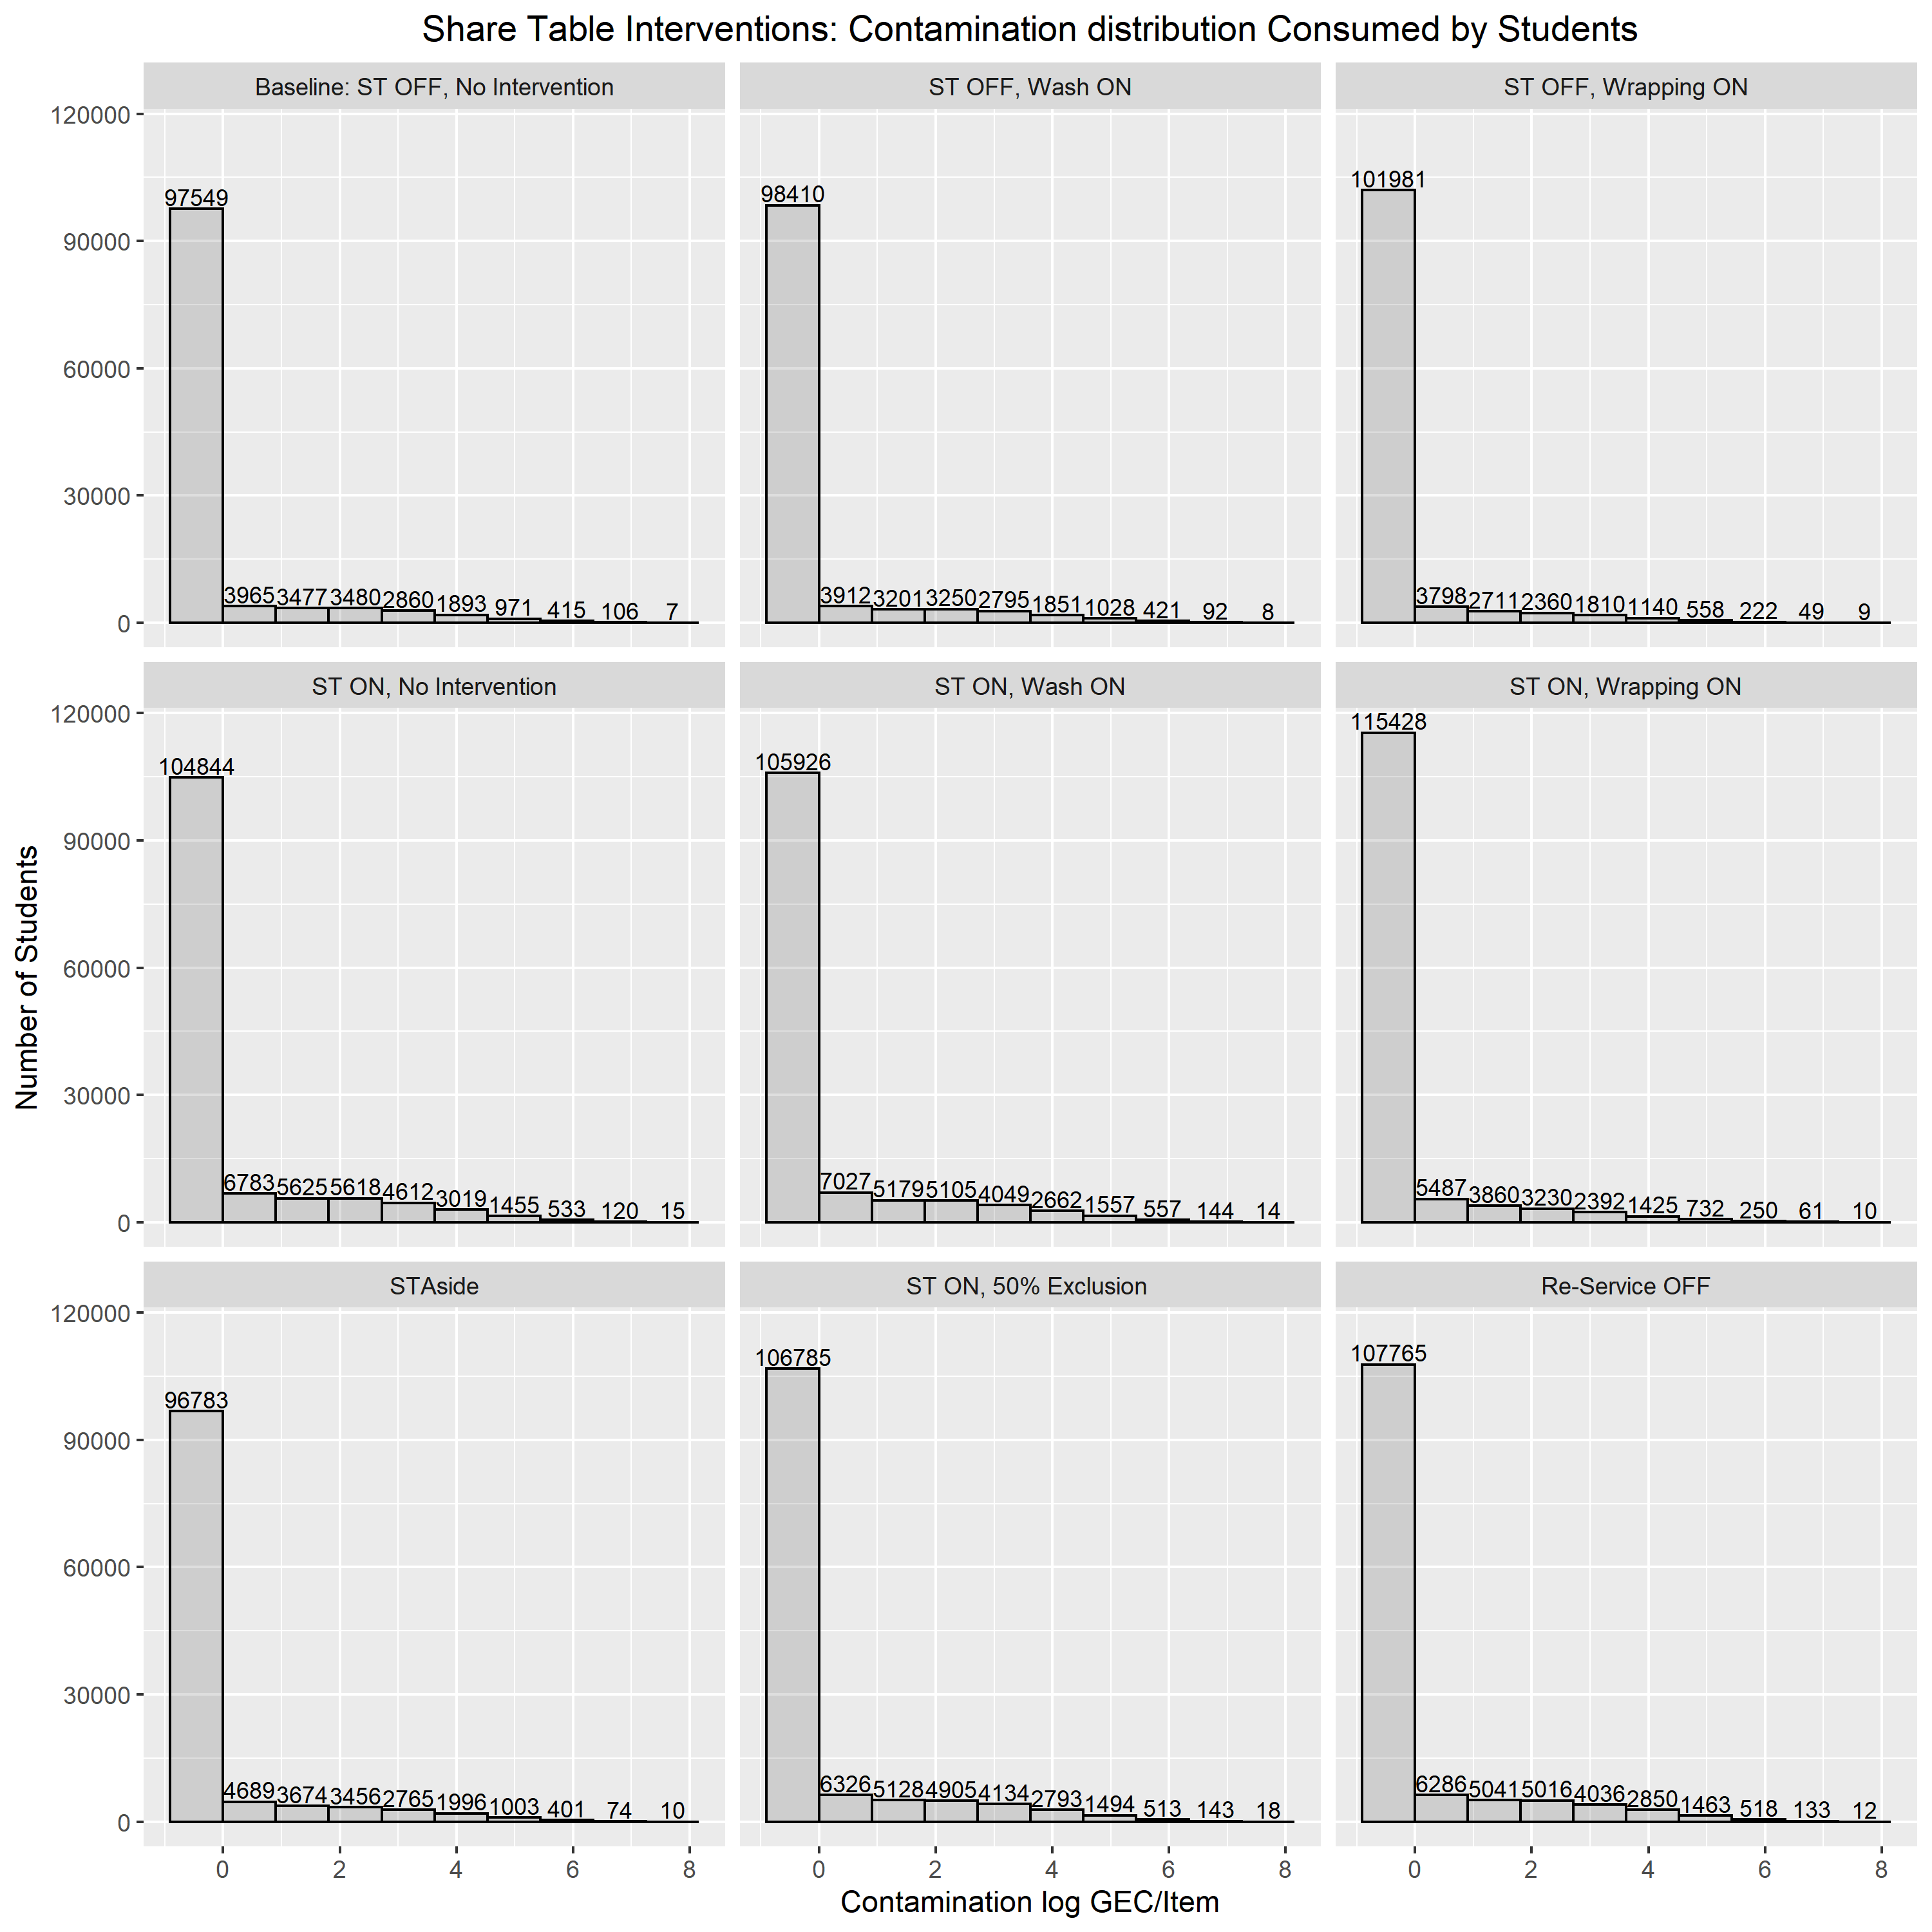 Share Table Interventions: Contamination distribution Consumed by Students
Baseline: ST OFF, No Intervention
ST OFF, Wash ON
ST OFF, Wrapping ON
120000
90000
60000
30000
0
97549
3965 3477 3480 2860 1893 971 415 106 7
98410
3912 3201 3250 2795 1851 1028 421 92 8
101981
3798 2711 2360 1810 1140 558 222 49 9
ST ON, No Intervention
ST ON, Wash ON
ST ON, Wrapping ON
120000
90000
60000
30000
0
104844
6783 5625 5618 4612 3019 1455 533 120 15
105926
7027 5179 5105 4049 2662 1557 557 144 14
115428
5487 3860 3230 2392 1425 732 250 61 10
Number of Students
STAside
ST ON, 50% Exclusion
Re-Service OFF
120000
90000
60000
30000
0
96783
4689 3674 3456 2765 1996 1003 401 74 10
106785
6326 5128 4905 4134 2793 1494 513 143 18
107765
6286 5041 5016 4036 2850 1463 518 133 12
0 2 4 6 8
0 2 4 6 8
0 2 4 6 8
Contamination log GEC/Item